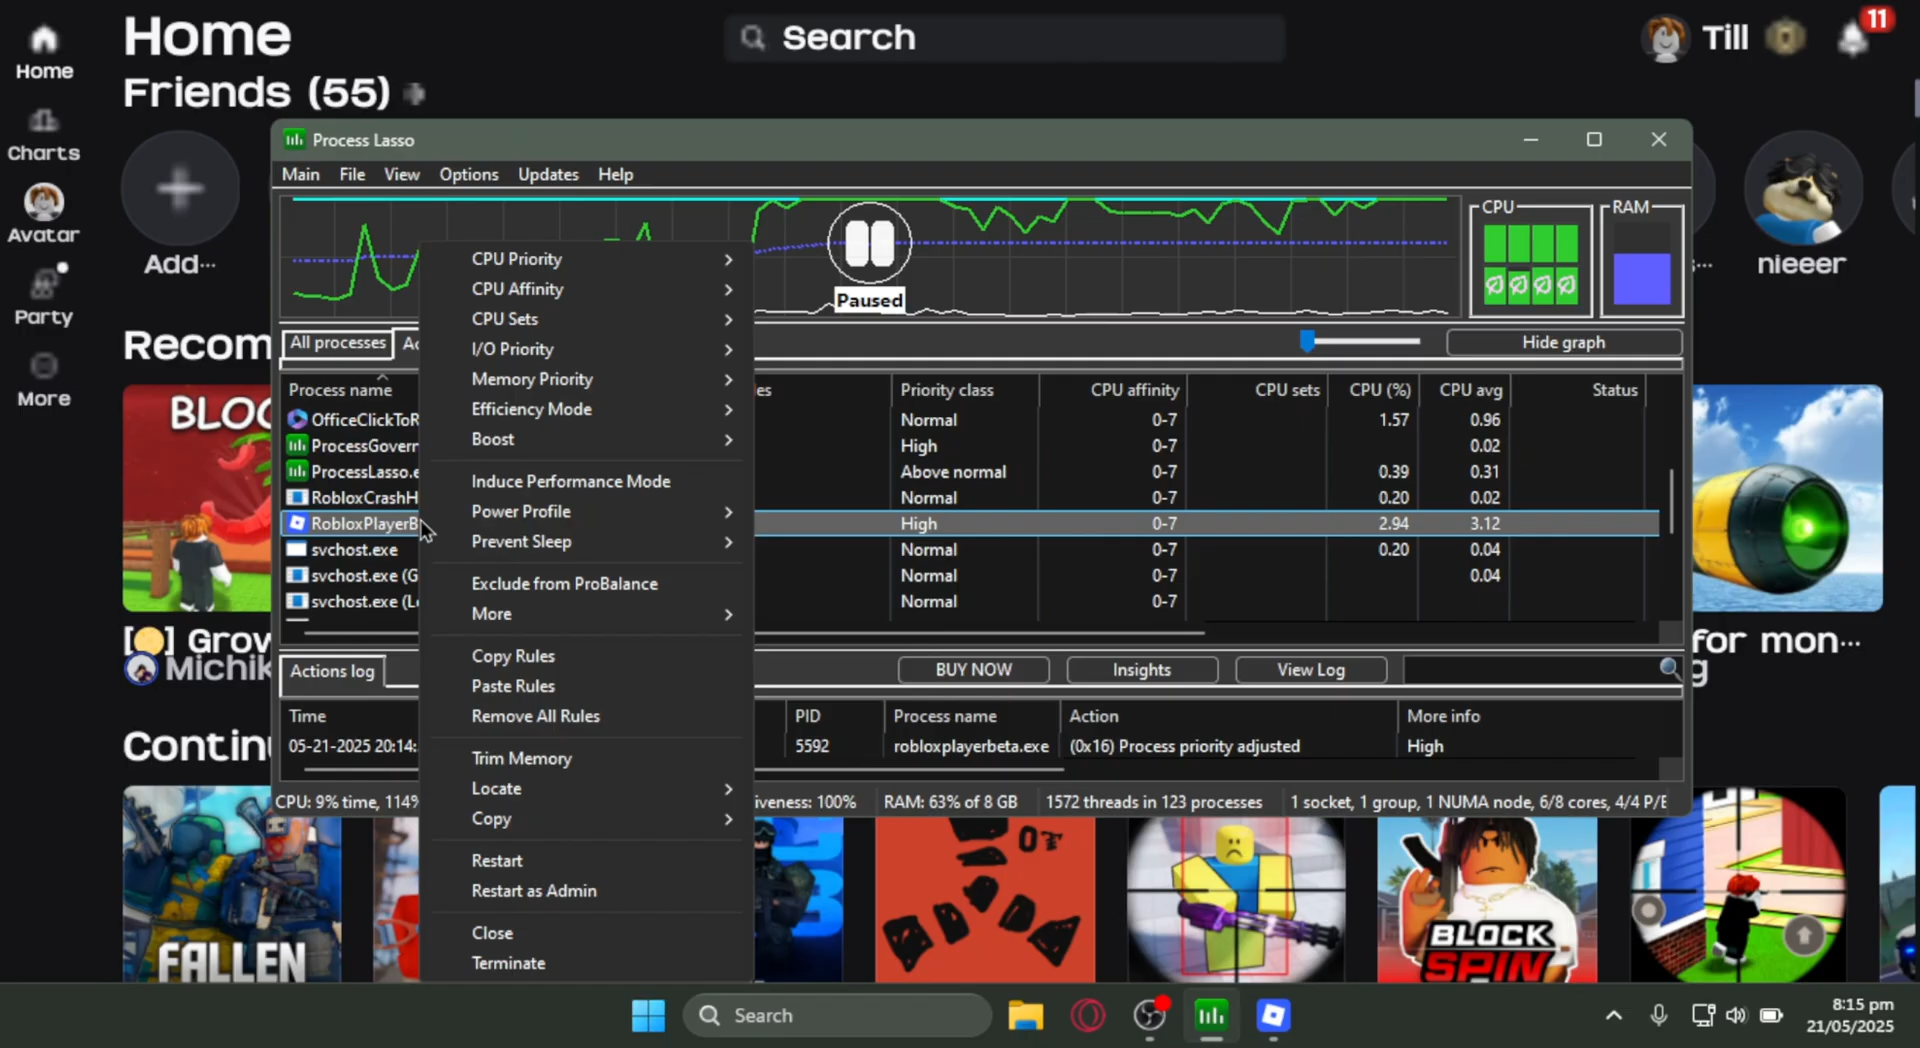 Home
Search
Till
11
Home
Friends (55)
Charts
Avatar
Party
More
Add···
nieeer
Process Lasso
Main File View Options Updates Help
CPU
RAM
Paused
All processes
Hide graph
Process name
Priority class CPU affinity CPU sets CPU (%) CPU avg Status
OfficeClickToR Normal 0-7 1.57 0.96
ProcessGovern High 0-7 0.02
ProcessLasso.e Above normal 0-7 0.39 0.31
RobloxCrashH Normal 0-7 0.20 0.02
RobloxPlayerB High 0-7 2.94 3.12
svchost.exe Normal 0-7 0.20 0.04
svchost.exe (G Normal 0-7 0.04
svchost.exe (Lo Normal 0-7
CPU Priority
CPU Affinity
CPU Sets
I/O Priority
Memory Priority
Efficiency Mode
Boost
Induce Performance Mode
Power Profile
Prevent Sleep
Exclude from ProBalance
More
Copy Rules
Paste Rules
Remove All Rules
Trim Memory
Locate
Copy
Restart
Restart as Admin
Close
Terminate
Actions log
BUY NOW
Insights
View Log
Time PID Process name Action More info
05-21-2025 20:14: 5592 robloxplayerbeta.exe (0x16) Process priority adjusted High
CPU: 9% time, 114% iveness: 100% RAM: 63% of 8 GB 1572 threads in 123 processes 1 socket, 1 group, 1 NUMA node, 6/8 cores, 4/4 P/E
Recom
BLOC
Grow
Michik
for mon···
g
Continu
FALLEN
BLOCK
SPIN
Search
8:15 pm
21/05/2025